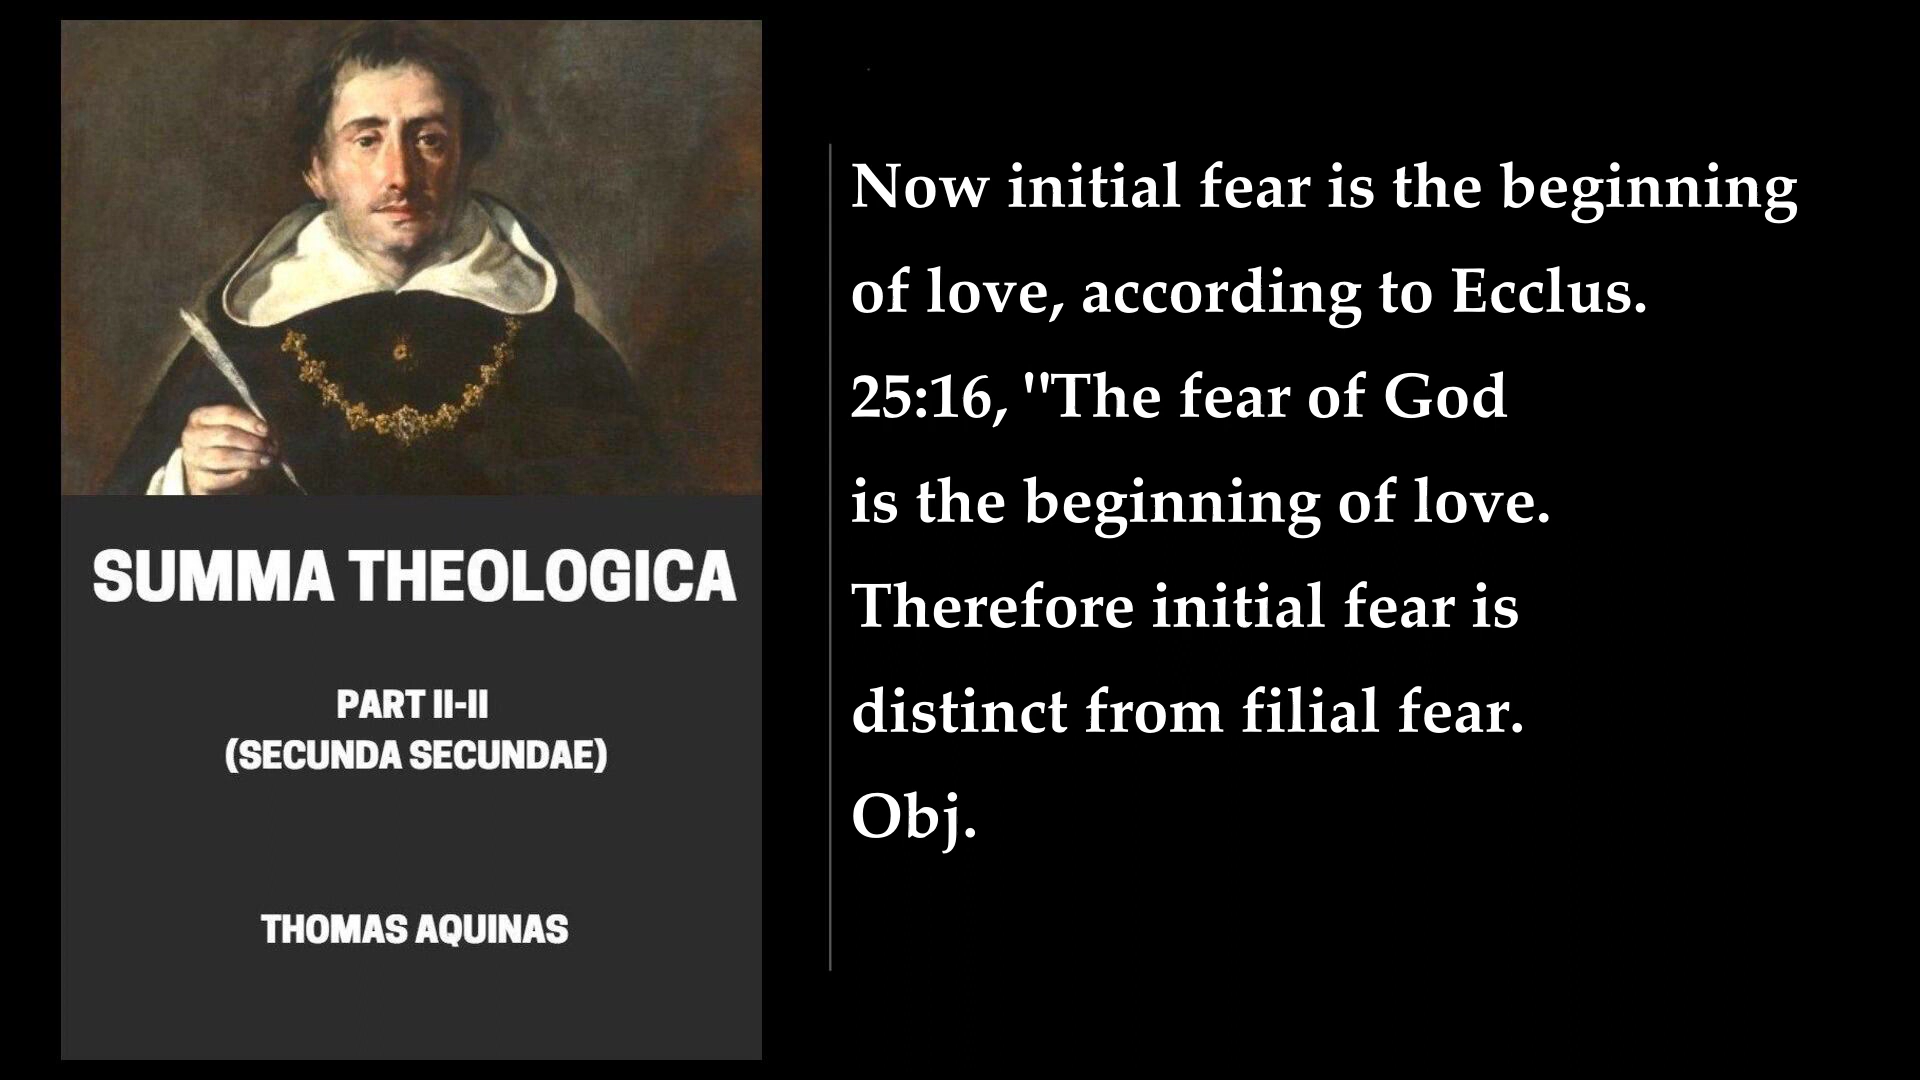 SUMMA THEOLOGICA
PART II-II
(SECUNDA SECUNDAE)
THOMAS AQUINAS
Now initial fear is the beginning
of love, according to Ecclus.
25:16, "The fear of God
is the beginning of love.
Therefore initial fear is
distinct from filial fear.
Obj.